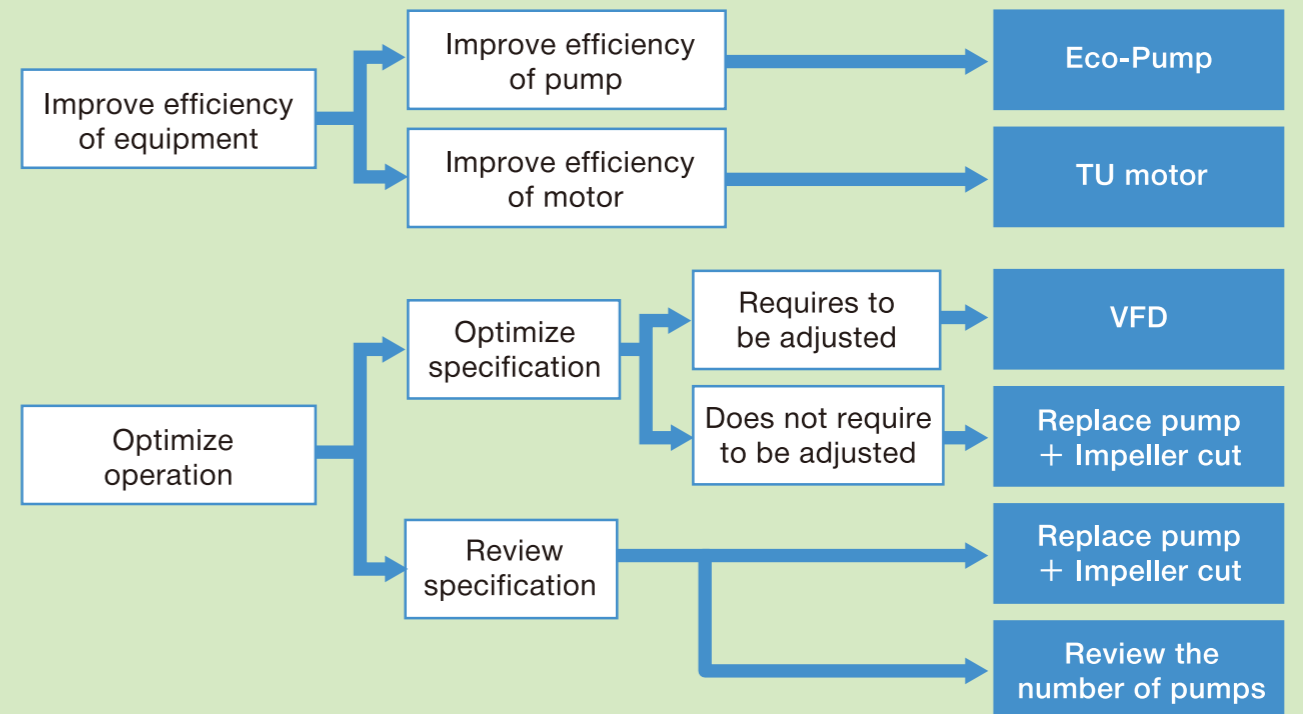 Improve efficiency
of equipment
Improve efficiency
of pump
Eco-Pump
Improve efficiency
of motor
TU motor
Optimize
operation
Optimize
specification
Requires to
be adjusted
VFD
Does not require
to be adjusted
Replace pump
+ Impeller cut
Review
specification
Replace pump
+ Impeller cut
Review the
number of pumps